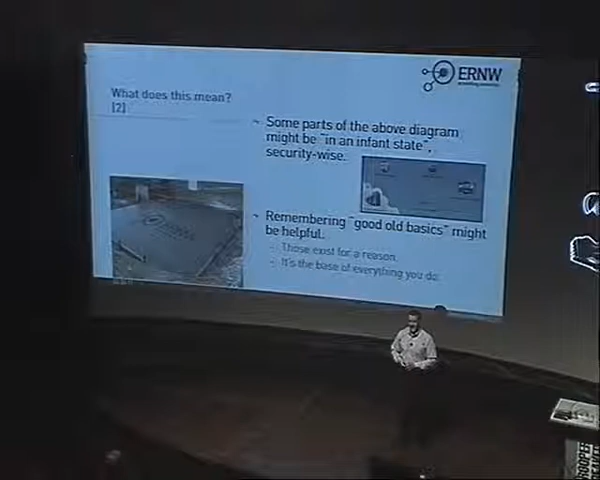 ERNW
What does this mean?
[2]
~ Some parts of the above diagram
might be "in an infant state",
security-wise.
ERNW
~ Remembering "good old basics" might
be helpful.
- Those exist for a reason.
- It's the base of everything you do.